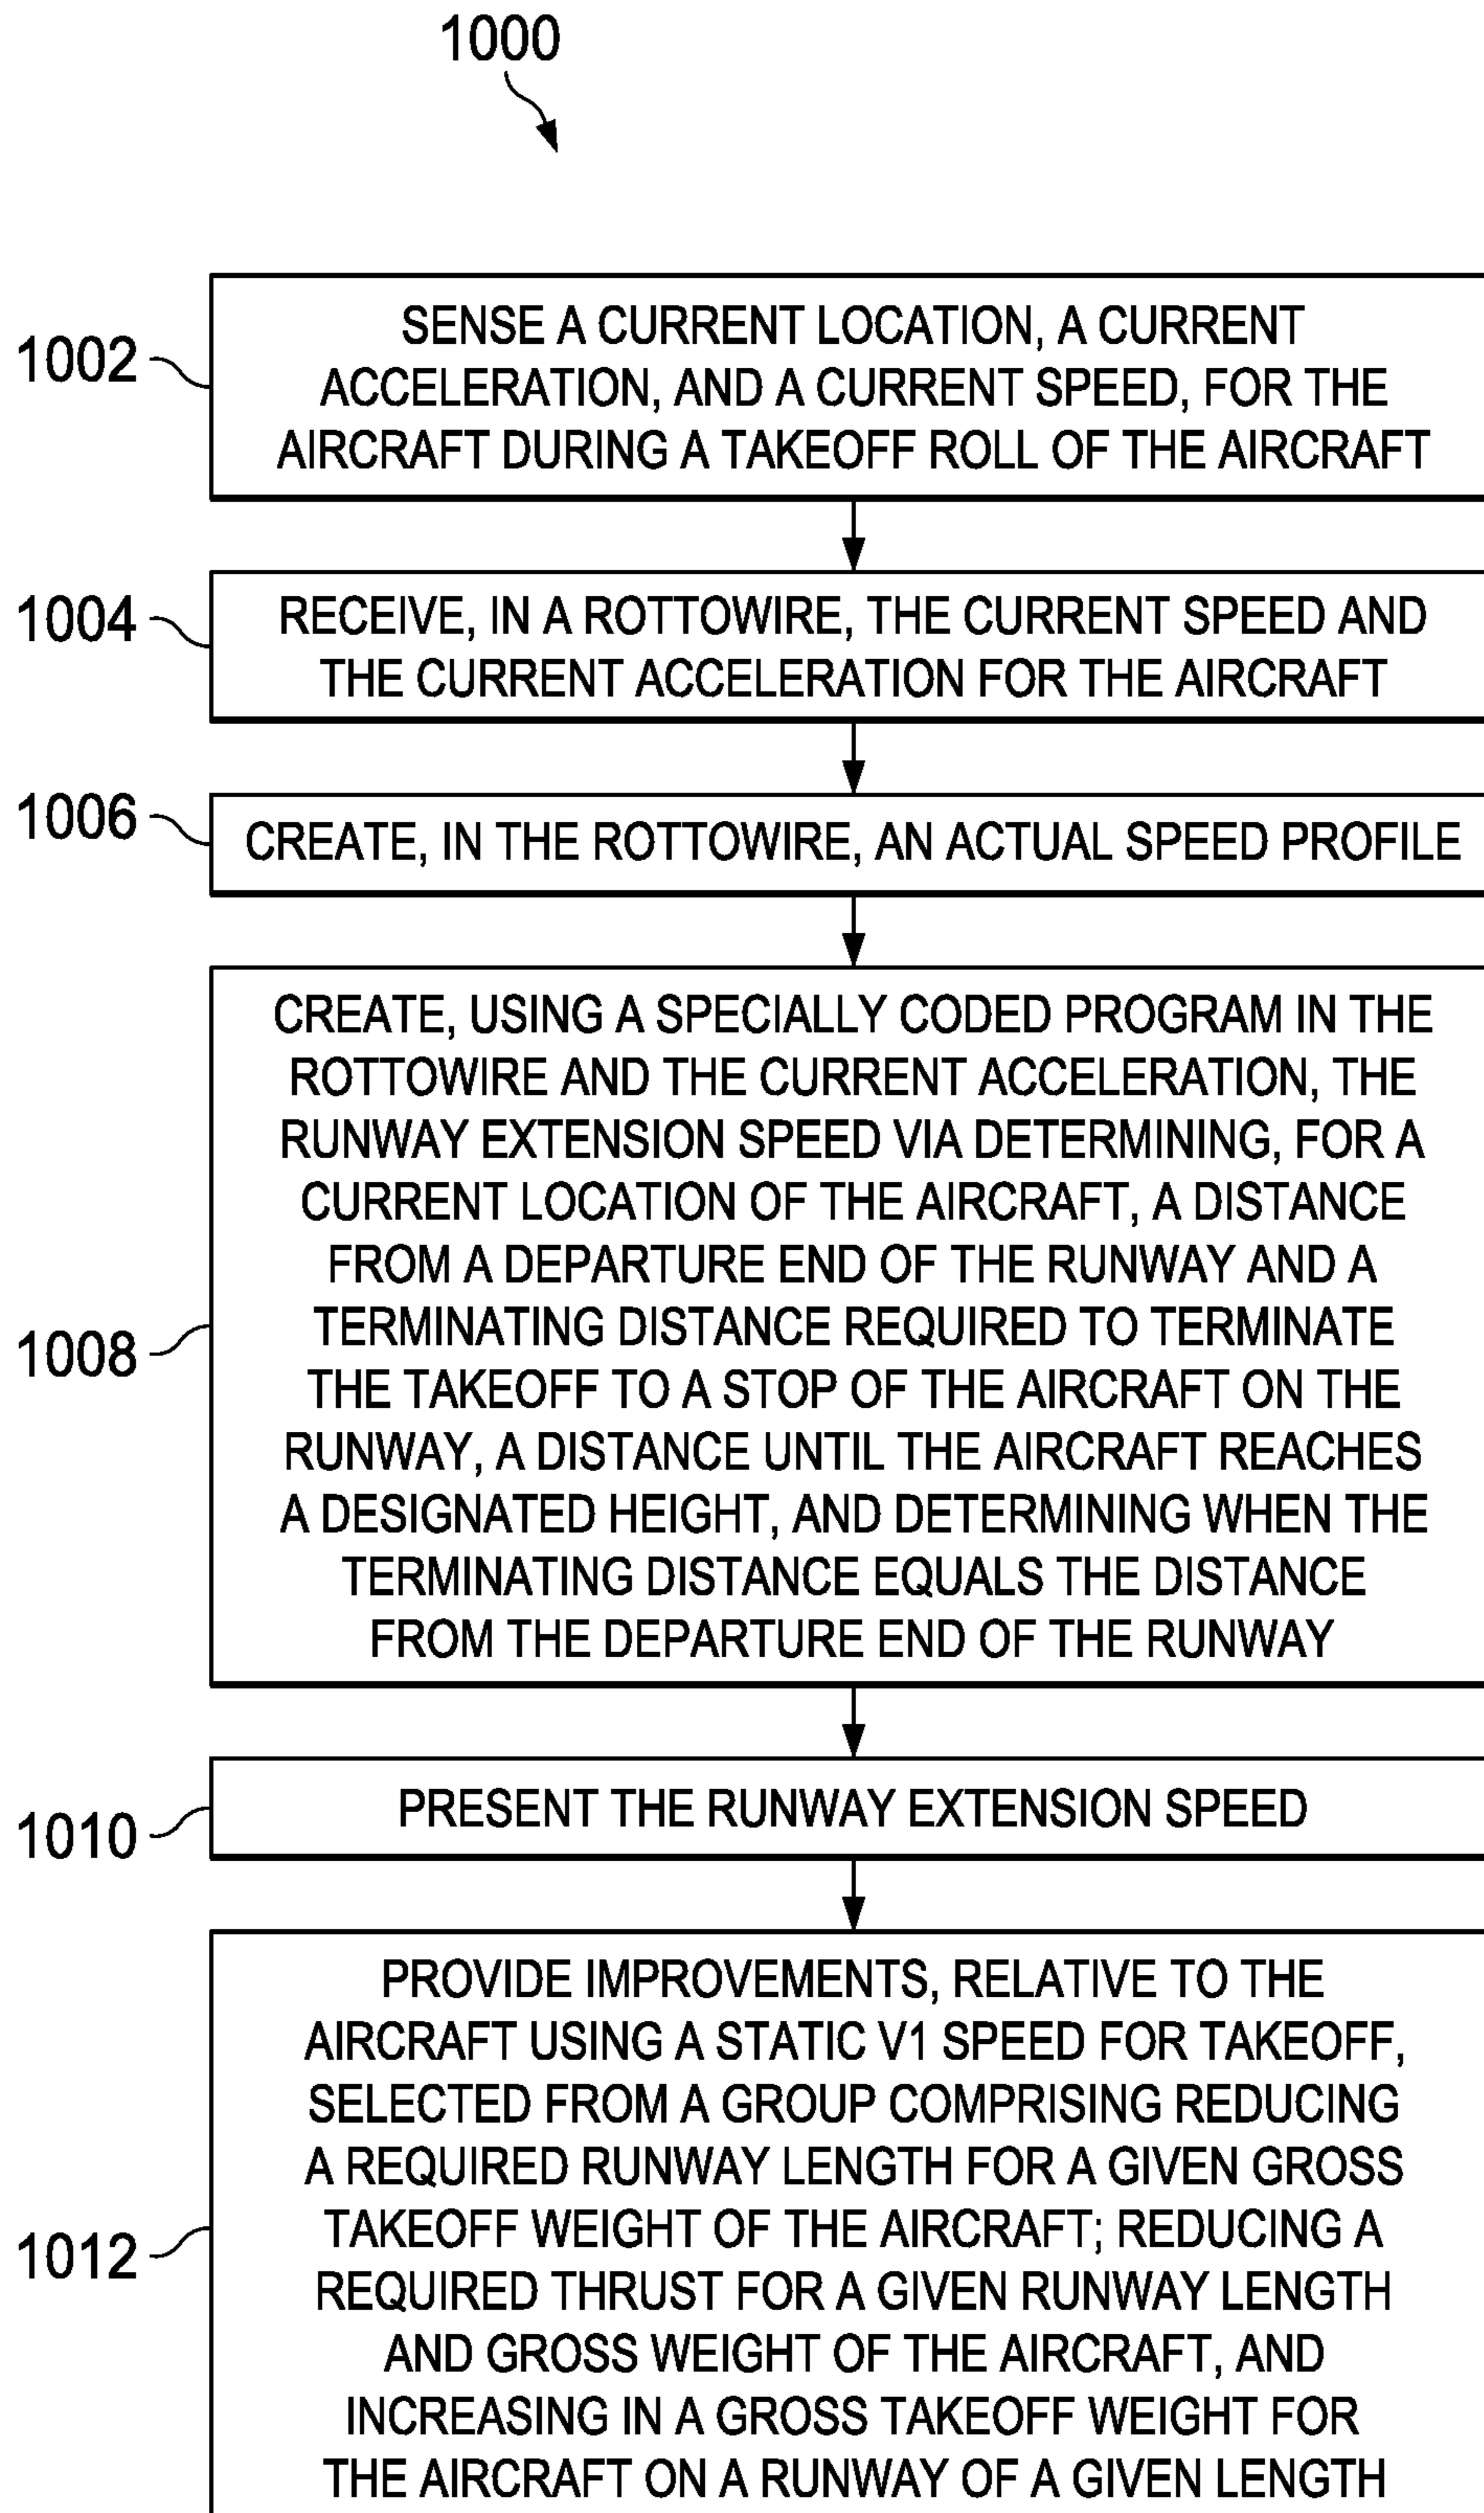 1000
1002
SENSE A CURRENT LOCATION, A CURRENT
ACCELERATION, AND A CURRENT SPEED, FOR THE
AIRCRAFT DURING A TAKEOFF ROLL OF THE AIRCRAFT
1004
RECEIVE, IN A ROTTOWIRE, THE CURRENT SPEED AND
THE CURRENT ACCELERATION FOR THE AIRCRAFT
1006
CREATE, IN THE ROTTOWIRE, AN ACTUAL SPEED PROFILE
1008
CREATE, USING A SPECIALLY CODED PROGRAM IN THE
ROTTOWIRE AND THE CURRENT ACCELERATION, THE
RUNWAY EXTENSION SPEED VIA DETERMINING, FOR A
CURRENT LOCATION OF THE AIRCRAFT, A DISTANCE
FROM A DEPARTURE END OF THE RUNWAY AND A
TERMINATING DISTANCE REQUIRED TO TERMINATE
THE TAKEOFF TO A STOP OF THE AIRCRAFT ON THE
RUNWAY, A DISTANCE UNTIL THE AIRCRAFT REACHES
A DESIGNATED HEIGHT, AND DETERMINING WHEN THE
TERMINATING DISTANCE EQUALS THE DISTANCE
FROM THE DEPARTURE END OF THE RUNWAY
1010
PRESENT THE RUNWAY EXTENSION SPEED
1012
PROVIDE IMPROVEMENTS, RELATIVE TO THE
AIRCRAFT USING A STATIC V1 SPEED FOR TAKEOFF,
SELECTED FROM A GROUP COMPRISING REDUCING
A REQUIRED RUNWAY LENGTH FOR A GIVEN GROSS
TAKEOFF WEIGHT OF THE AIRCRAFT; REDUCING A
REQUIRED THRUST FOR A GIVEN RUNWAY LENGTH
AND GROSS WEIGHT OF THE AIRCRAFT, AND
INCREASING IN A GROSS TAKEOFF WEIGHT FOR
THE AIRCRAFT ON A RUNWAY OF A GIVEN LENGTH